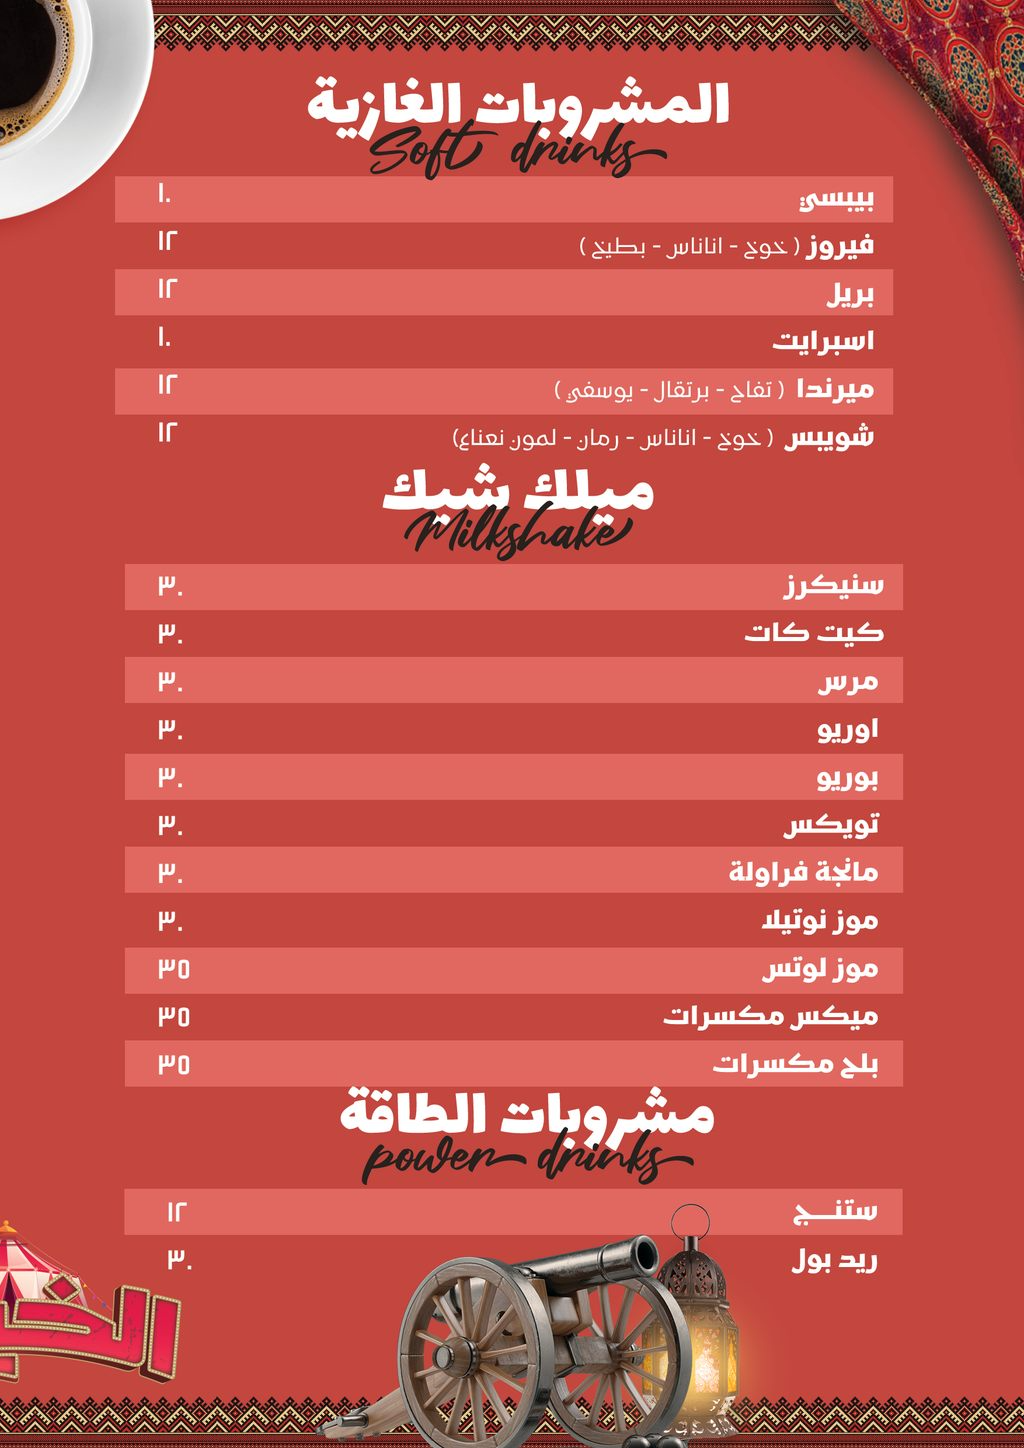 المشروبات الغازية
Soft drinks
بيبسي ١٠
فيروز ( خوخ - اناناس - بطيخ ) ١٢
بريل ١٢
اسبرايت ١٠
ميرندا ( تفاح - برتقال - يوسفي ) ١٢
شويبس ( خوخ - اناناس - رمان - لمون نعناع) ١٢
ميلك شيك
Milkshake
سنيكرز ٣٠
كيت كات ٣٠
مرس ٣٠
اوريو ٣٠
بوريو ٣٠
تويكس ٣٠
مانجة فراولة ٣٠
موز نوتيلا ٣٠
موز لوتس ٣٥
ميكس مكسرات ٣٥
بلح مكسرات ٣٥
مشروبات الطاقة
power drinks
ستنـــج ١٢
ريد بول ٣٠